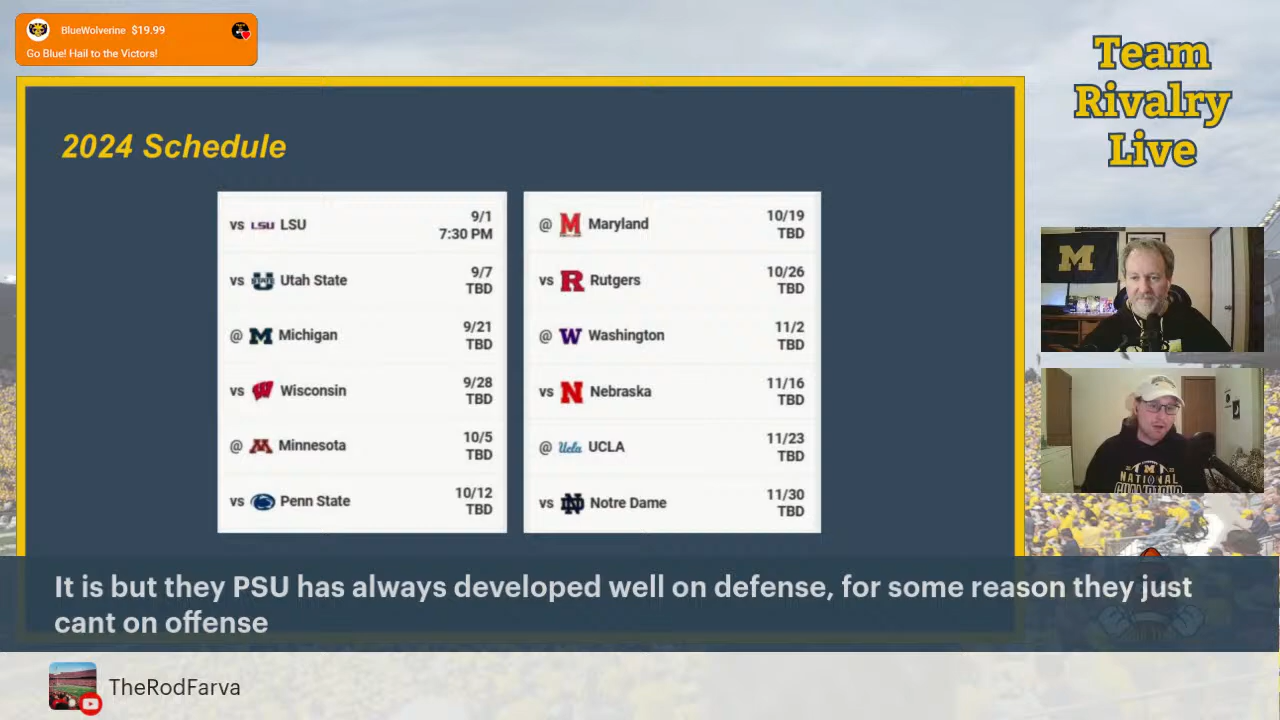 BlueWolverine $19.99
Go Blue! Hail to the Victors!
Team
Rivalry
Live
2024 Schedule
vs LSU LSU 9/1
7:30 PM
vs Utah State 9/7
TBD
@ Michigan 9/21
TBD
vs Wisconsin 9/28
TBD
@ Minnesota 10/5
TBD
vs Penn State 10/12
TBD
@ Maryland 10/19
TBD
vs Rutgers 10/26
TBD
@ Washington 11/2
TBD
vs Nebraska 11/16
TBD
@ Ucla UCLA 11/23
TBD
vs Notre Dame 11/30
TBD
M
NATIONAL
CHAMPIONS
It is but they PSU has always developed well on defense, for some reason they just
cant on offense
TheRodFarva